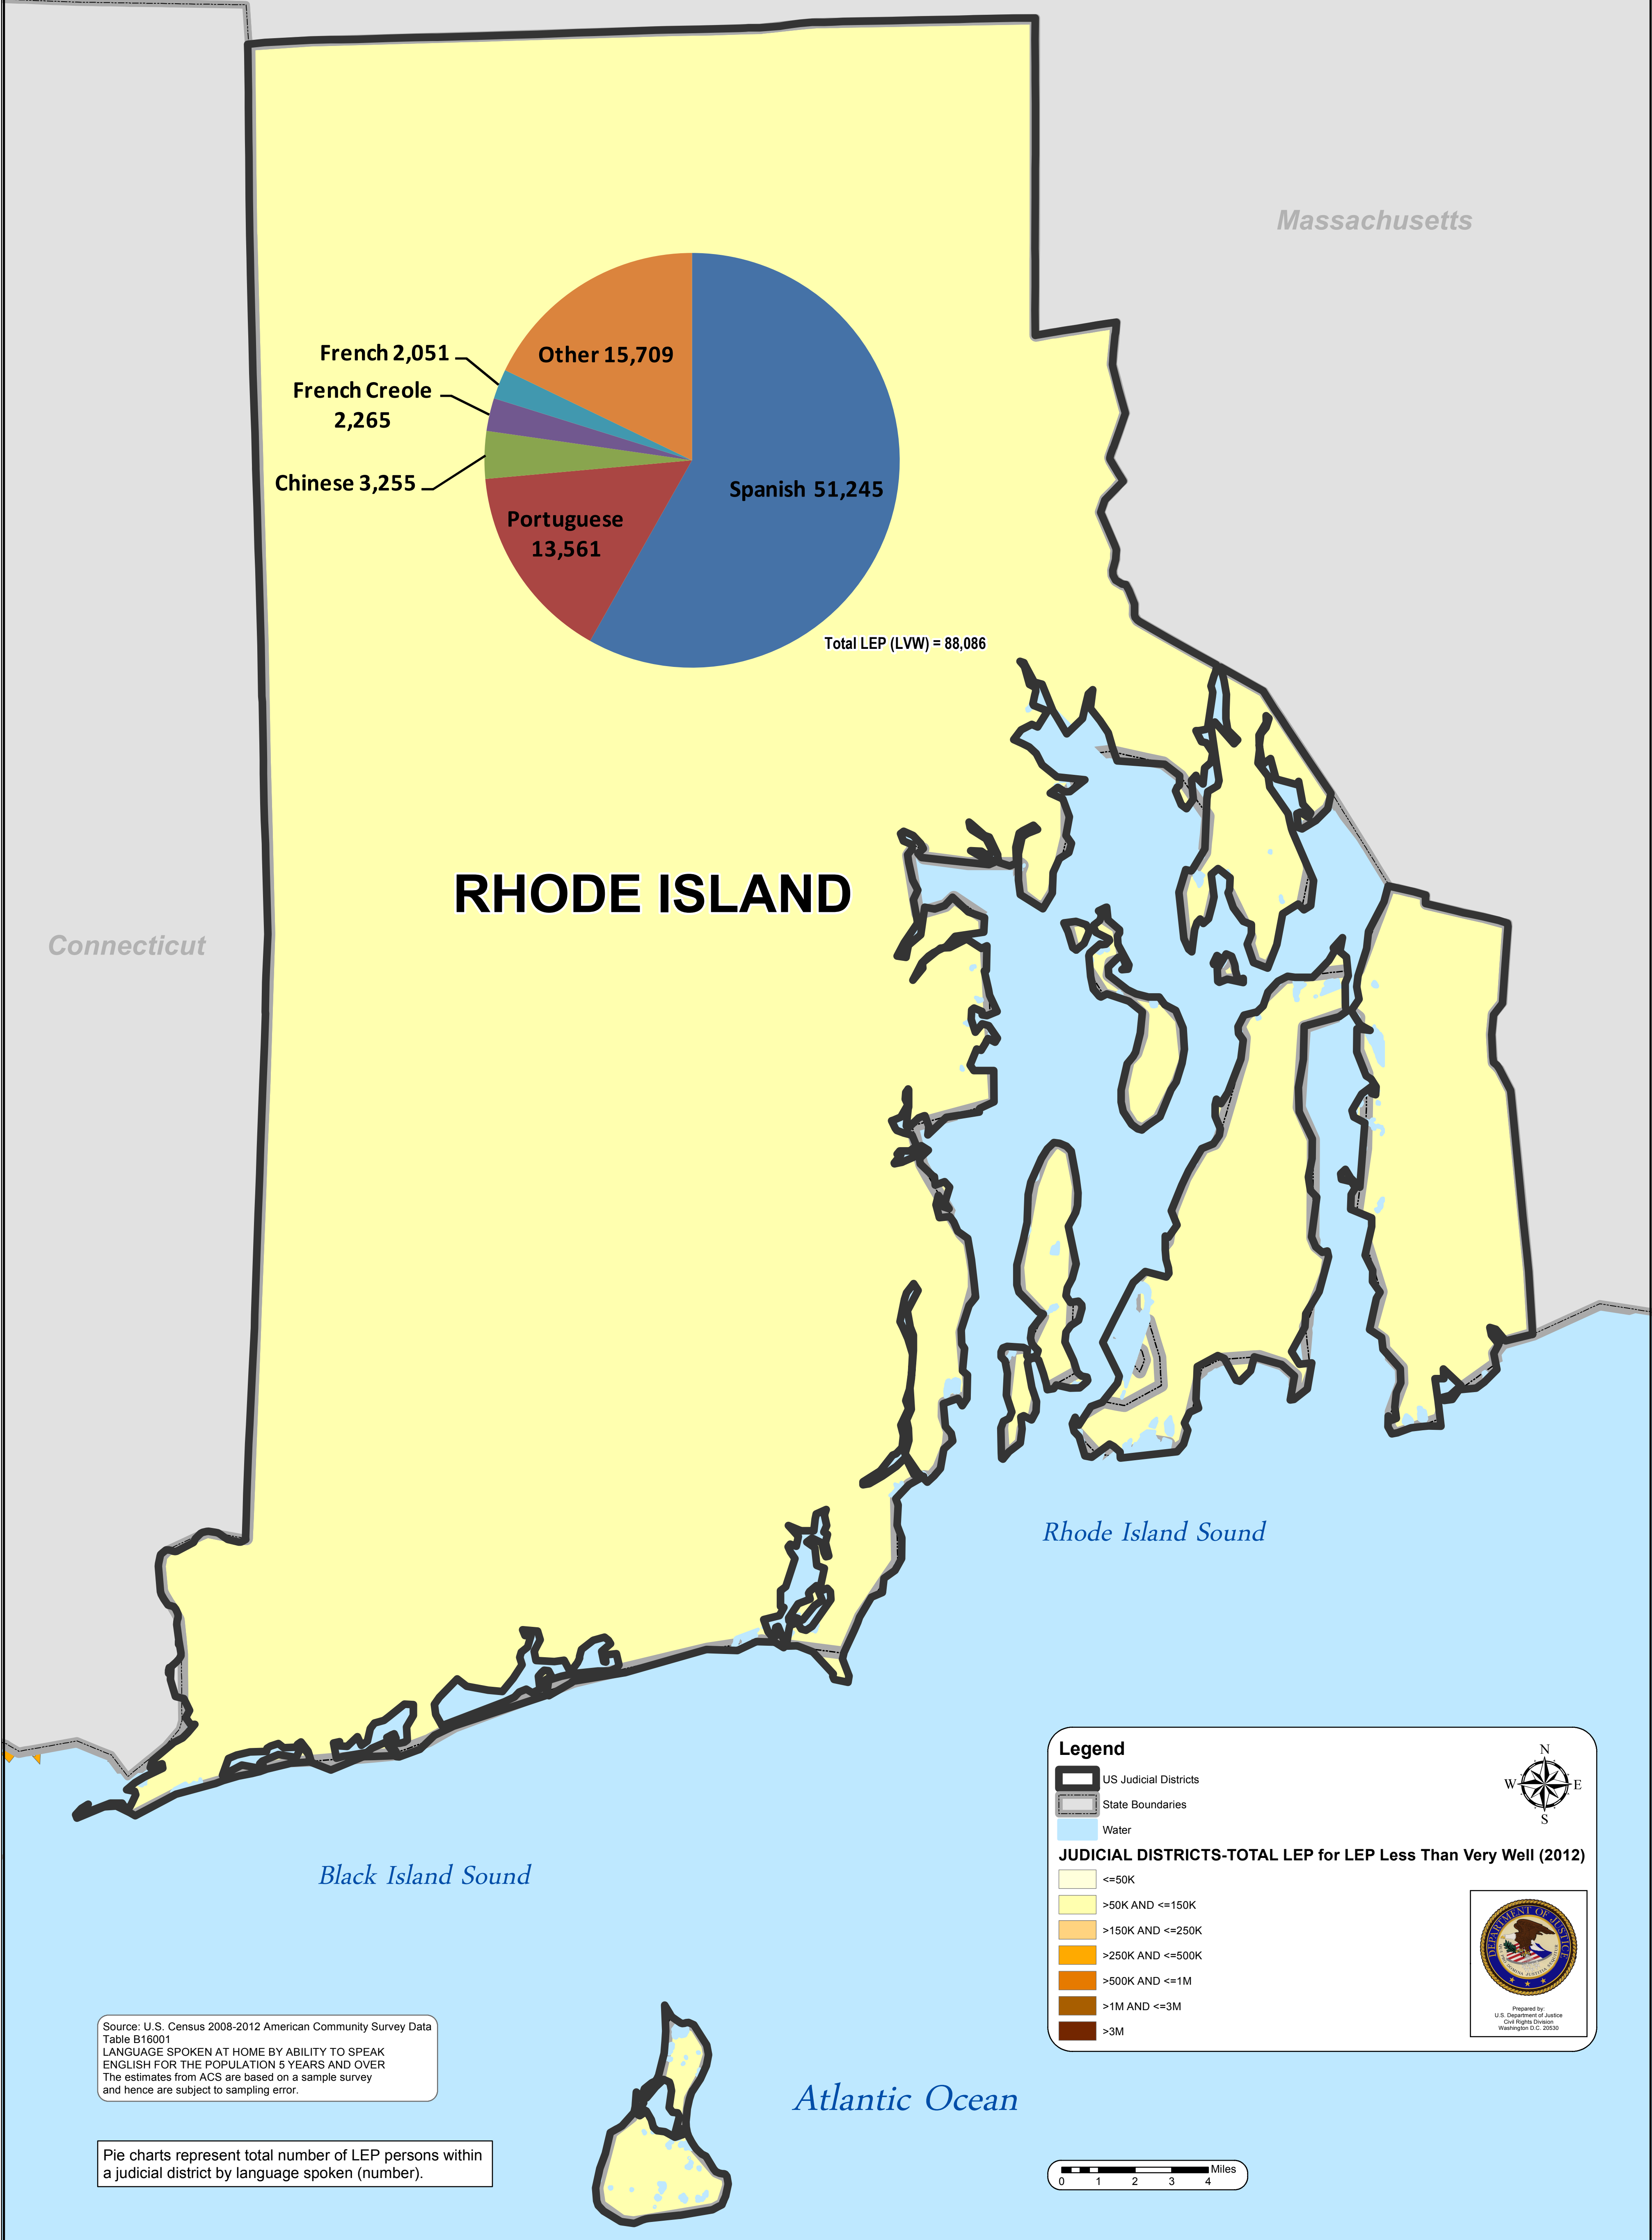 Massachusetts
French 2,051
Other 15,709
French Creole
2,265
Chinese 3,255
Spanish 51,245
Portuguese
13,561
Total LEP (LVW) = 88,086
RHODE ISLAND
Connecticut
Rhode Island Sound
Black Island Sound
Legend
N
W E
S
US Judicial Districts
State Boundaries
Water
JUDICIAL DISTRICTS-TOTAL LEP for LEP Less Than Very Well (2012)
<=50K
>50K AND <=150K
>150K AND <=250K
>250K AND <=500K
>500K AND <=1M
>1M AND <=3M
>3M
DEPARTMENT OF JUSTICE
Prepared by:
U.S. Department of Justice
Civil Rights Division
Washington D.C. 20530
Source: U.S. Census 2008-2012 American Community Survey Data
Table B16001
LANGUAGE SPOKEN AT HOME BY ABILITY TO SPEAK
ENGLISH FOR THE POPULATION 5 YEARS AND OVER
The estimates from ACS are based on a sample survey
and hence are subject to sampling error.
Atlantic Ocean
Pie charts represent total number of LEP persons within
a judicial district by language spoken (number).
Miles
0 1 2 3 4